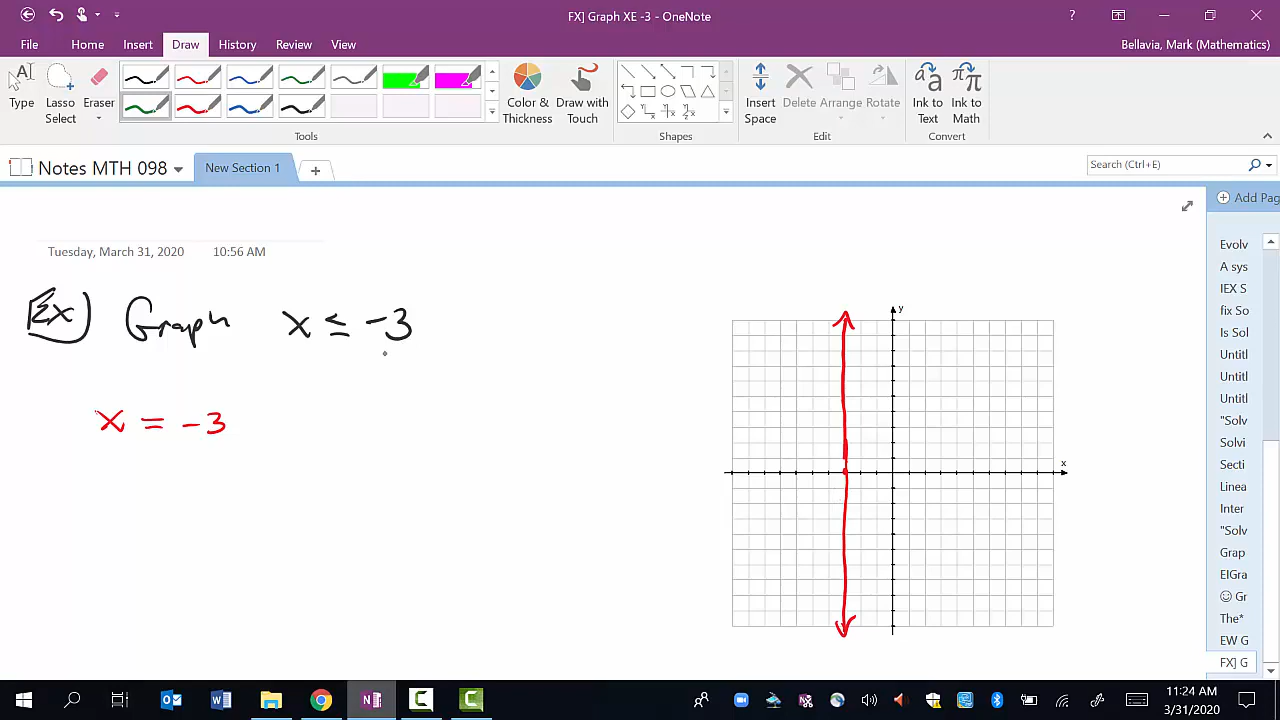 FX] Graph XE -3 - OneNote
File Home Insert Draw History Review View
Bellavia, Mark (Mathematics)
Type
Lasso Select
Eraser
Color & Thickness
Draw with Touch
Insert Space
Delete
Arrange
Rotate
Ink to Text
Ink to Math
Tools
Shapes
Edit
Convert
Notes MTH 098
New Section 1
Search (Ctrl+E)
Add Pag
Tuesday, March 31, 2020 10:56 AM
Ex) Graph x ≤ -3
x = -3
y
x
Evolv
A sys
IEX S
fix So
Is Sol
Untitl
Untitl
Untitl
"Solv
Solvi
Secti
Linea
Inter
"Solv
Grap
EIGra
Gr
The*
EW G
FX] G
11:24 AM
3/31/2020